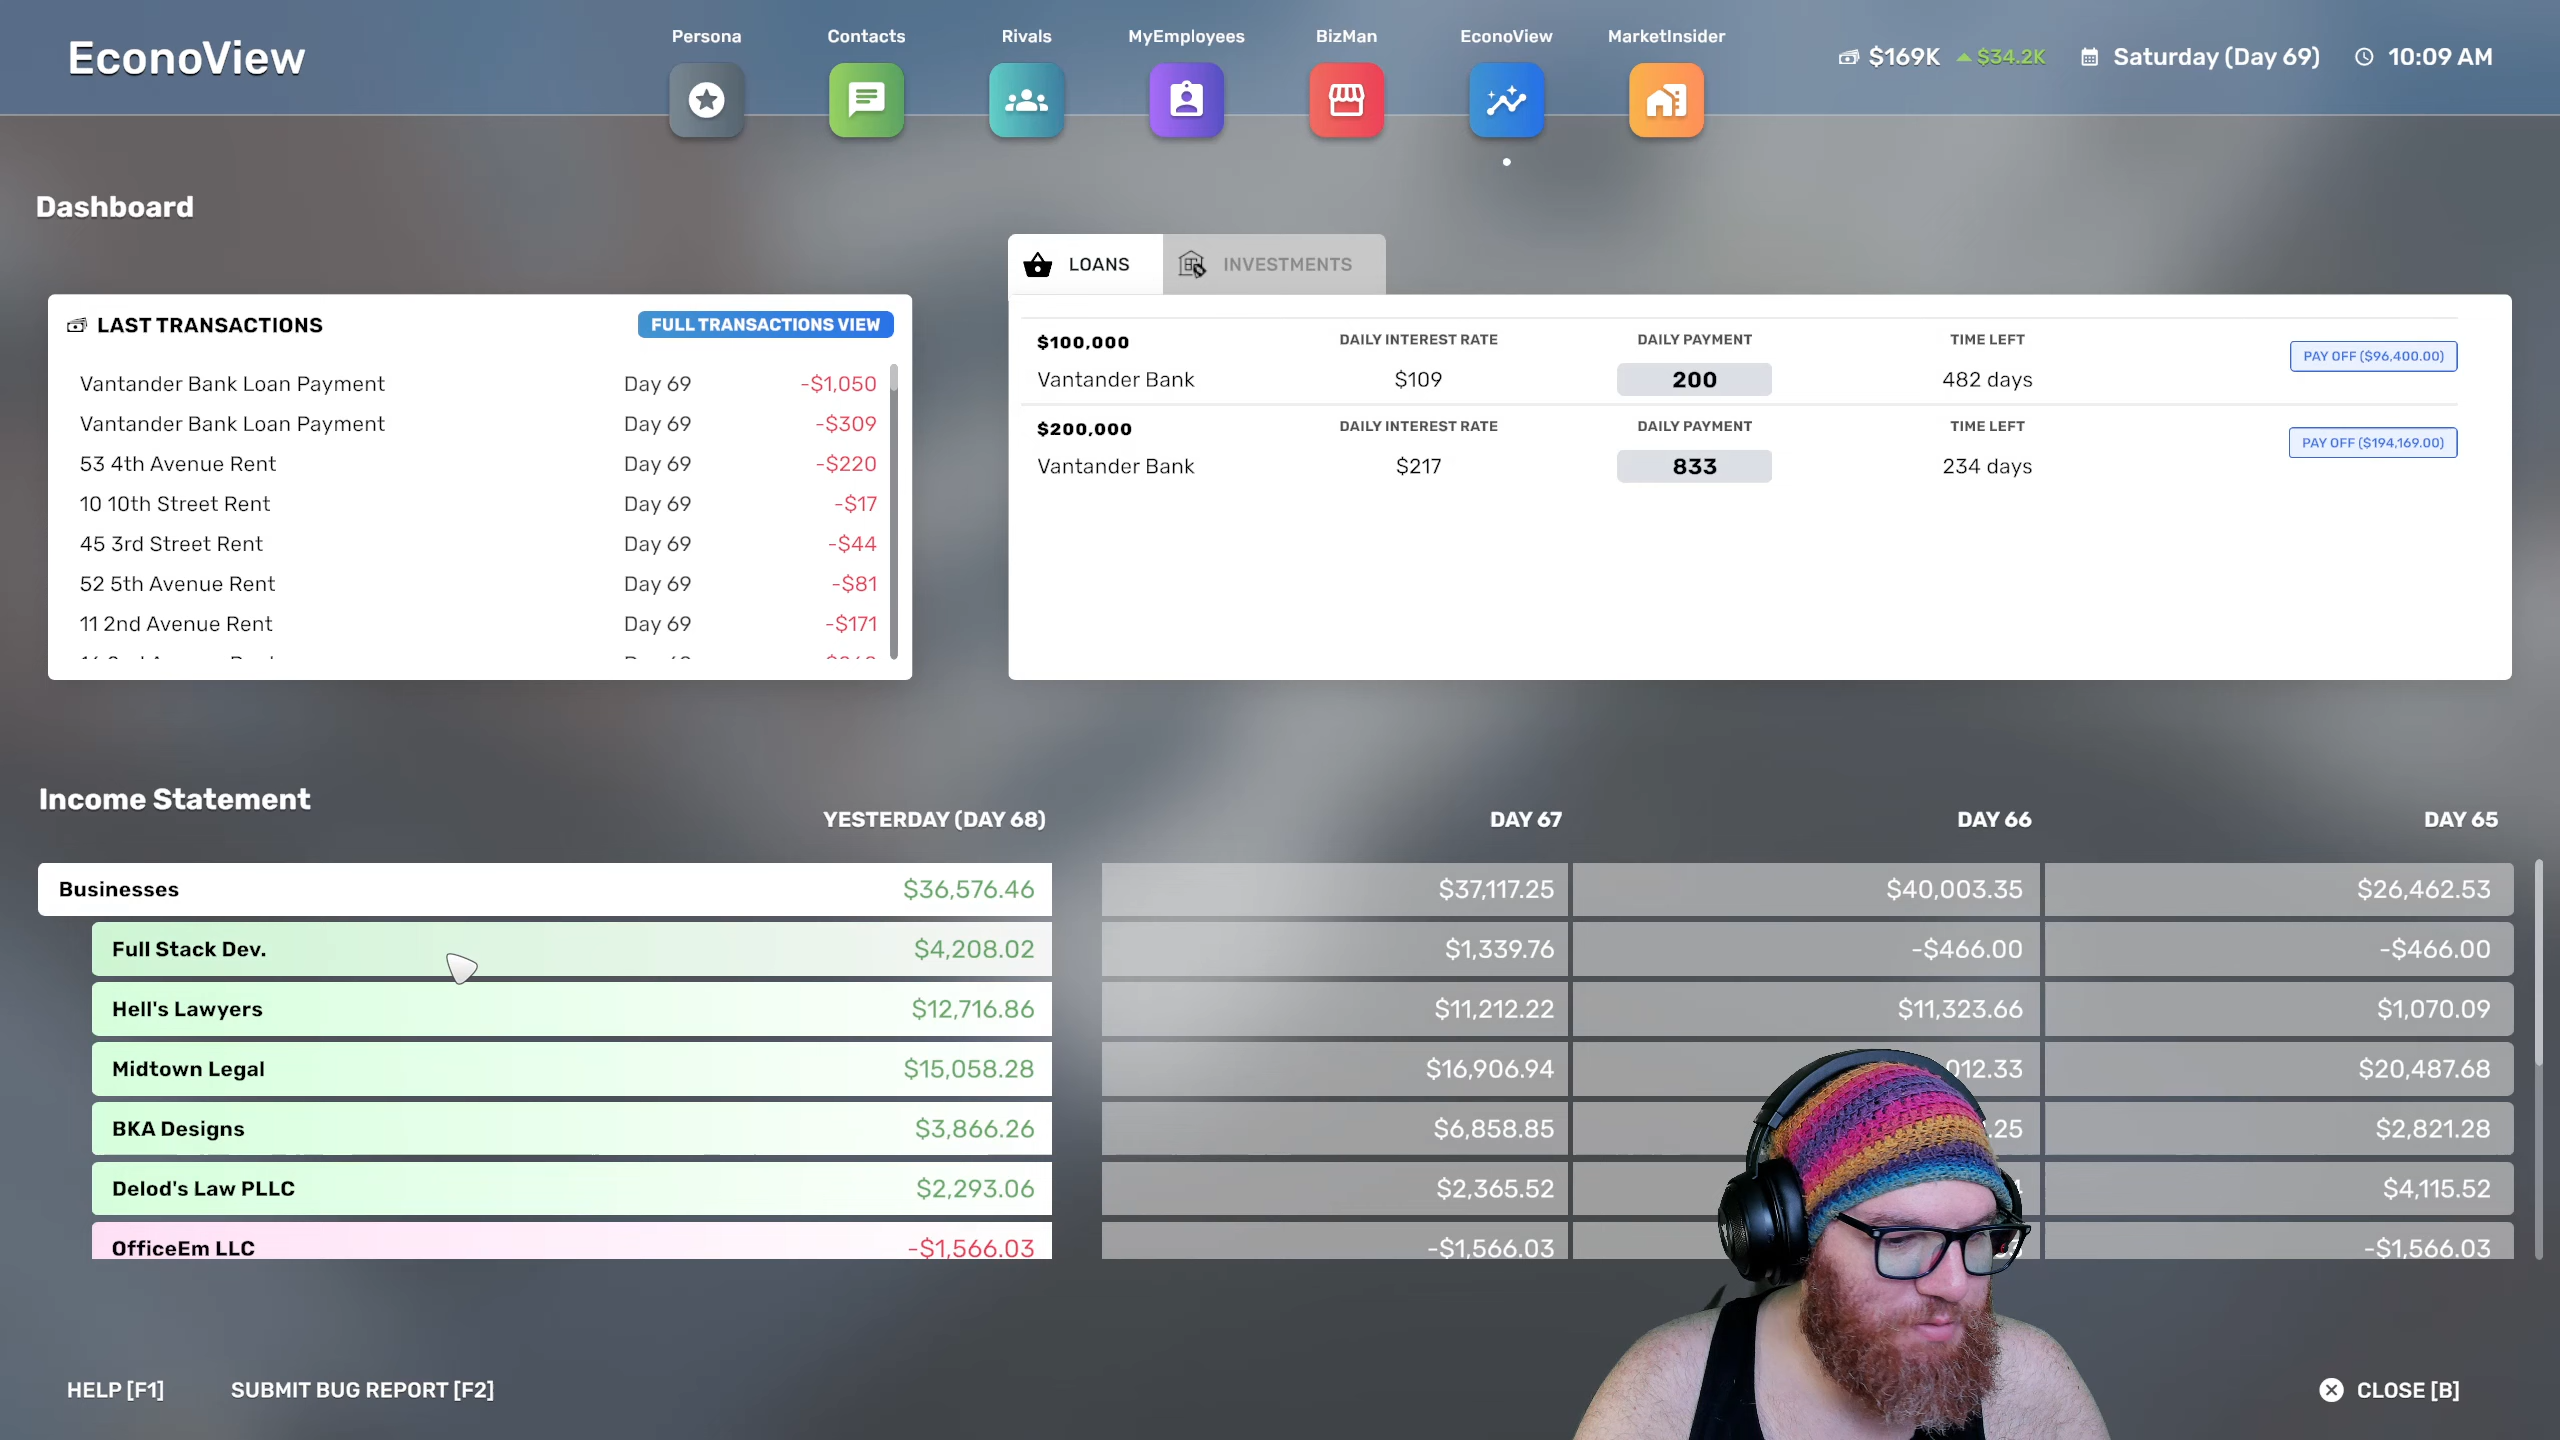 EconoView
Persona
Contacts
Rivals
MyEmployees
BizMan
EconoView
MarketInsider
$169K
$34.2K
Saturday (Day 69)
10:09 AM
Dashboard
LAST TRANSACTIONS
FULL TRANSACTIONS VIEW
Vantander Bank Loan Payment Day 69 -$1,050
Vantander Bank Loan Payment Day 69 -$309
53 4th Avenue Rent Day 69 -$220
10 10th Street Rent Day 69 -$17
45 3rd Street Rent Day 69 -$44
52 5th Avenue Rent Day 69 -$81
11 2nd Avenue Rent Day 69 -$171
LOANS
INVESTMENTS
$100,000 DAILY INTEREST RATE DAILY PAYMENT TIME LEFT
Vantander Bank $109 200 482 days
PAY OFF ($96,400.00)
$200,000 DAILY INTEREST RATE DAILY PAYMENT TIME LEFT
Vantander Bank $217 833 234 days
PAY OFF ($194,169.00)
Income Statement
YESTERDAY (DAY 68) DAY 67 DAY 66 DAY 65
Businesses $36,576.46 $37,117.25 $40,003.35 $26,462.53
Full Stack Dev. $4,208.02 $1,339.76 -$466.00 -$466.00
Hell's Lawyers $12,716.86 $11,212.22 $11,323.66 $1,070.09
Midtown Legal $15,058.28 $16,906.94 012.33 $20,487.68
BKA Designs $3,866.26 $6,858.85 .25 $2,821.28
Delod's Law PLLC $2,293.06 $2,365.52 $4,115.52
OfficeEm LLC -$1,566.03 -$1,566.03 -$1,566.03
HELP [F1]
SUBMIT BUG REPORT [F2]
CLOSE [B]